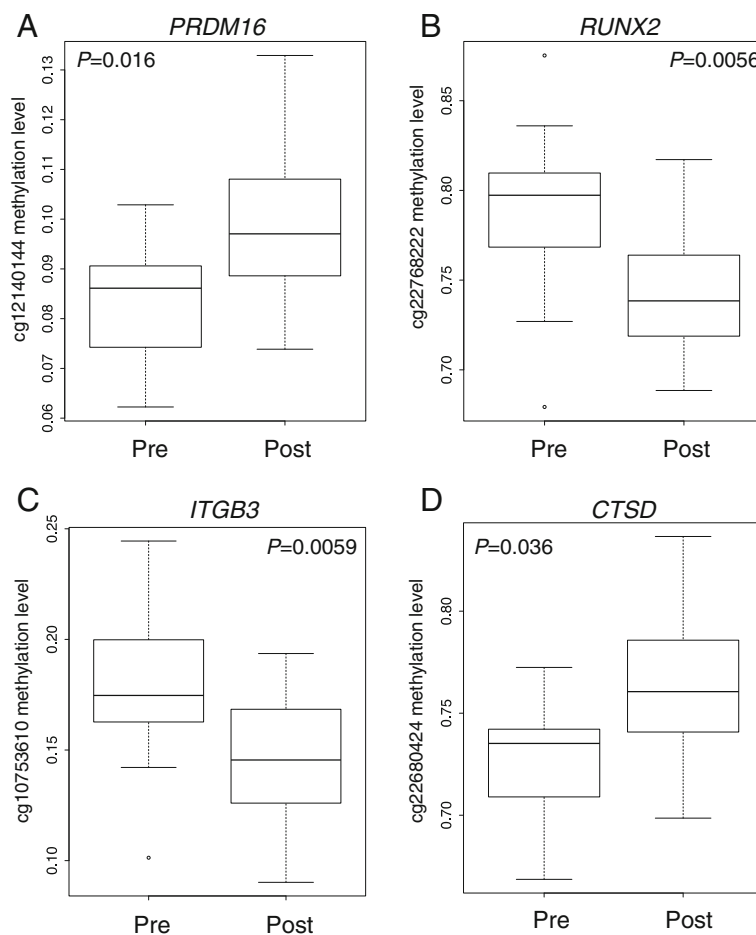 A
PRDM16
P=0.016
cg12140144 methylation level
0.13
0.12
0.11
0.10
0.09
0.08
0.07
0.06
Pre
Post
B
RUNX2
P=0.0056
cg22768222 methylation level
0.85
0.80
0.75
0.70
Pre
Post
C
ITGB3
P=0.0059
cg10753610 methylation level
0.25
0.20
0.15
0.10
Pre
Post
D
CTSD
P=0.036
cg22680424 methylation level
0.80
0.75
0.70
Pre
Post